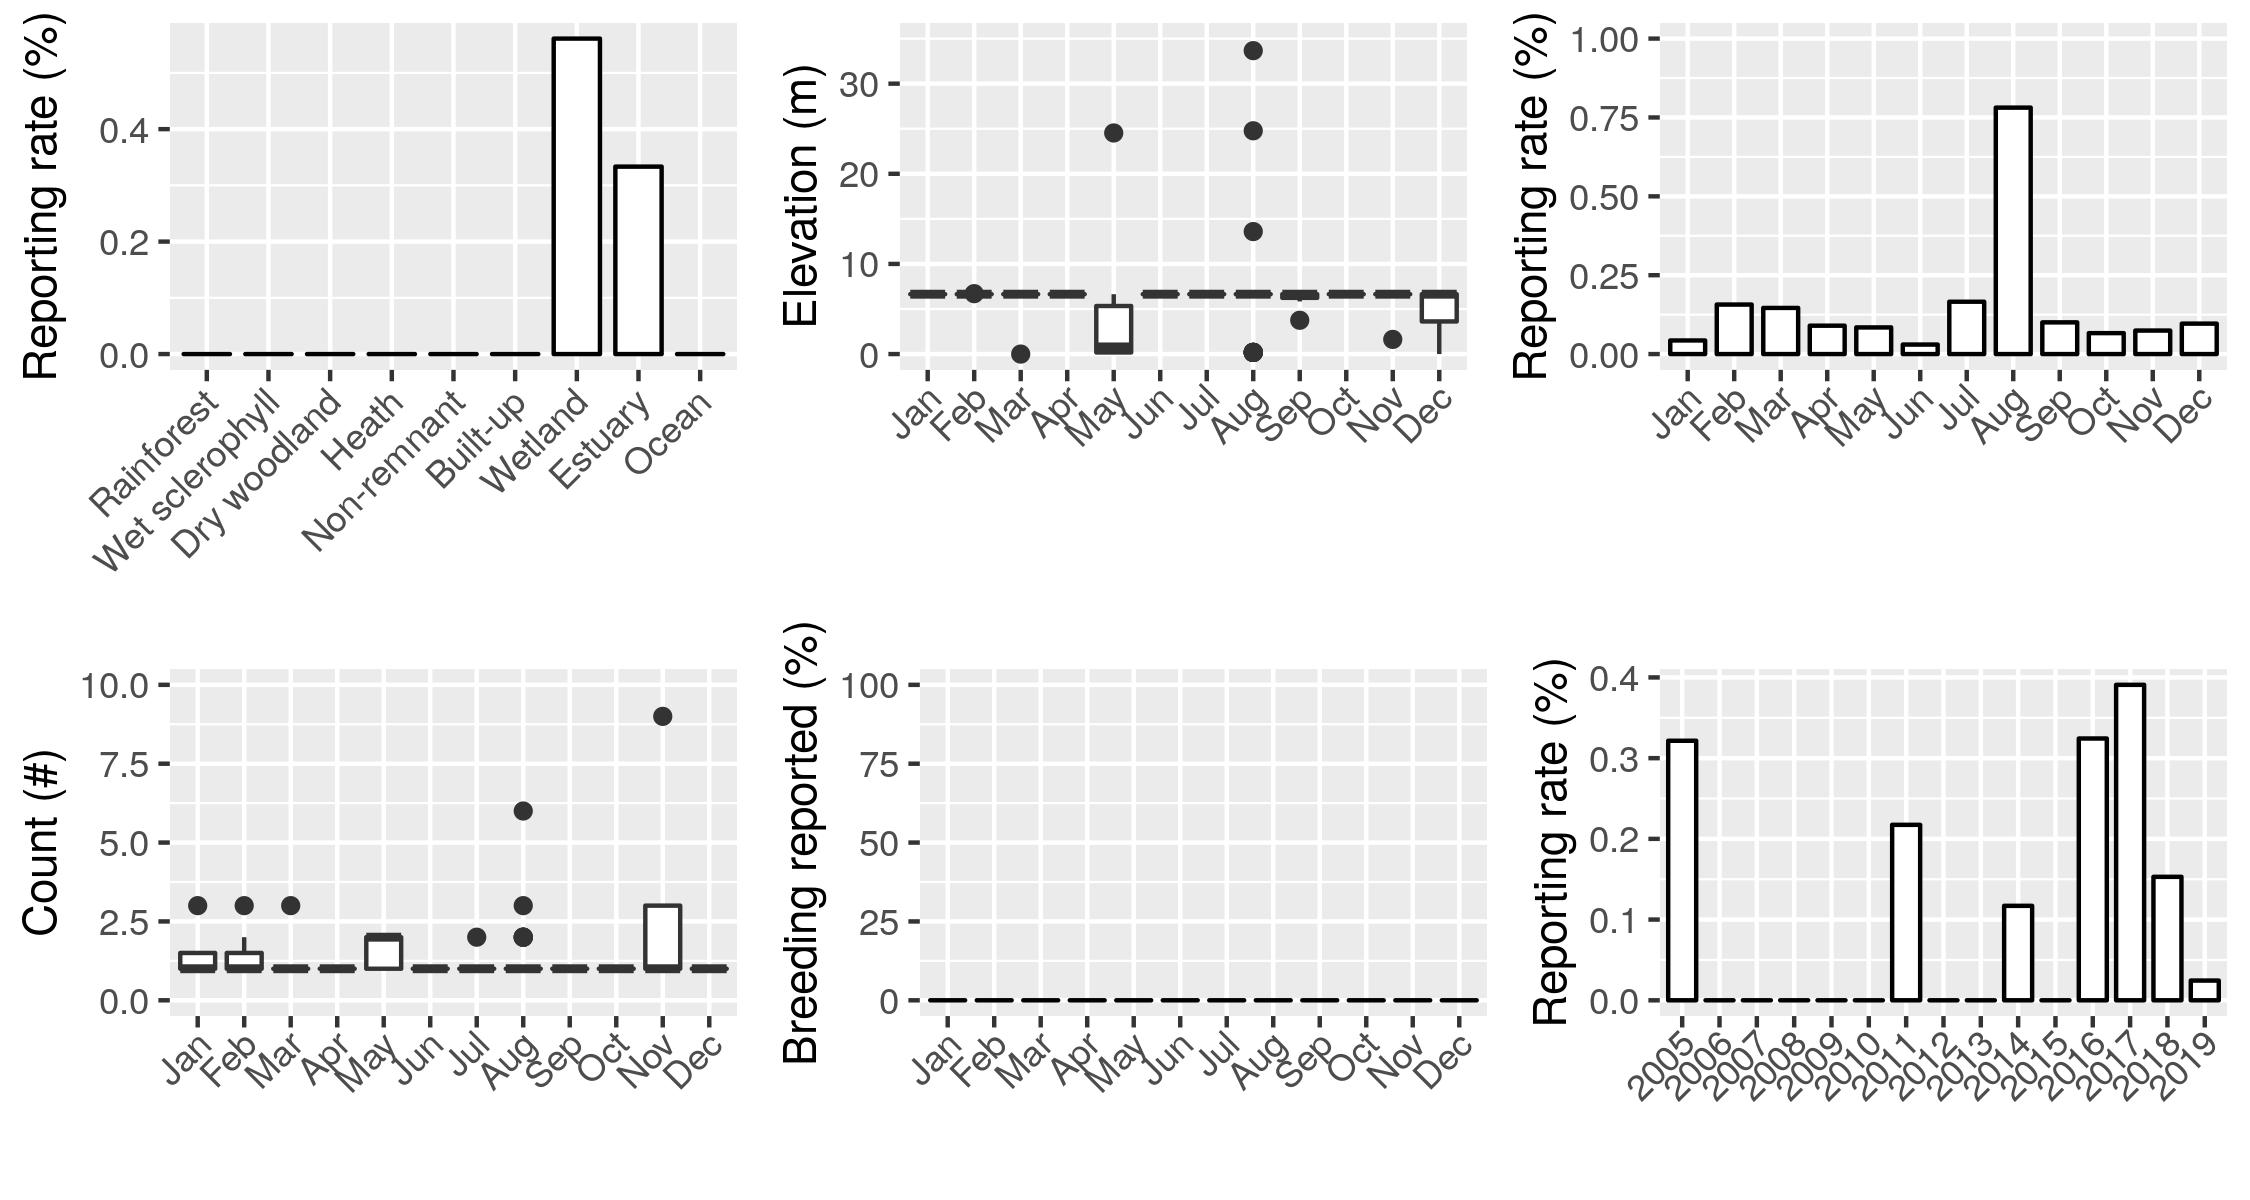 Reporting rate (%)
0.4
0.2
0.0
Rainforest
Wet sclerophyll
Dry woodland
Heath
Non-remnant
Built-up
Wetland
Estuary
Ocean
Elevation (m)
30
20
10
0
Jan
Feb
Mar
Apr
May
Jun
Jul
Aug
Sep
Oct
Nov
Dec
Reporting rate (%)
1.00
0.75
0.50
0.25
0.00
Jan
Feb
Mar
Apr
May
Jun
Jul
Aug
Sep
Oct
Nov
Dec
Count (#)
10.0
7.5
5.0
2.5
0.0
Jan
Feb
Mar
Apr
May
Jun
Jul
Aug
Sep
Oct
Nov
Dec
Breeding reported (%)
100
75
50
25
0
Jan
Feb
Mar
Apr
May
Jun
Jul
Aug
Sep
Oct
Nov
Dec
Reporting rate (%)
0.4
0.3
0.2
0.1
0.0
2005
2006
2007
2008
2009
2010
2011
2012
2013
2014
2015
2016
2017
2018
2019